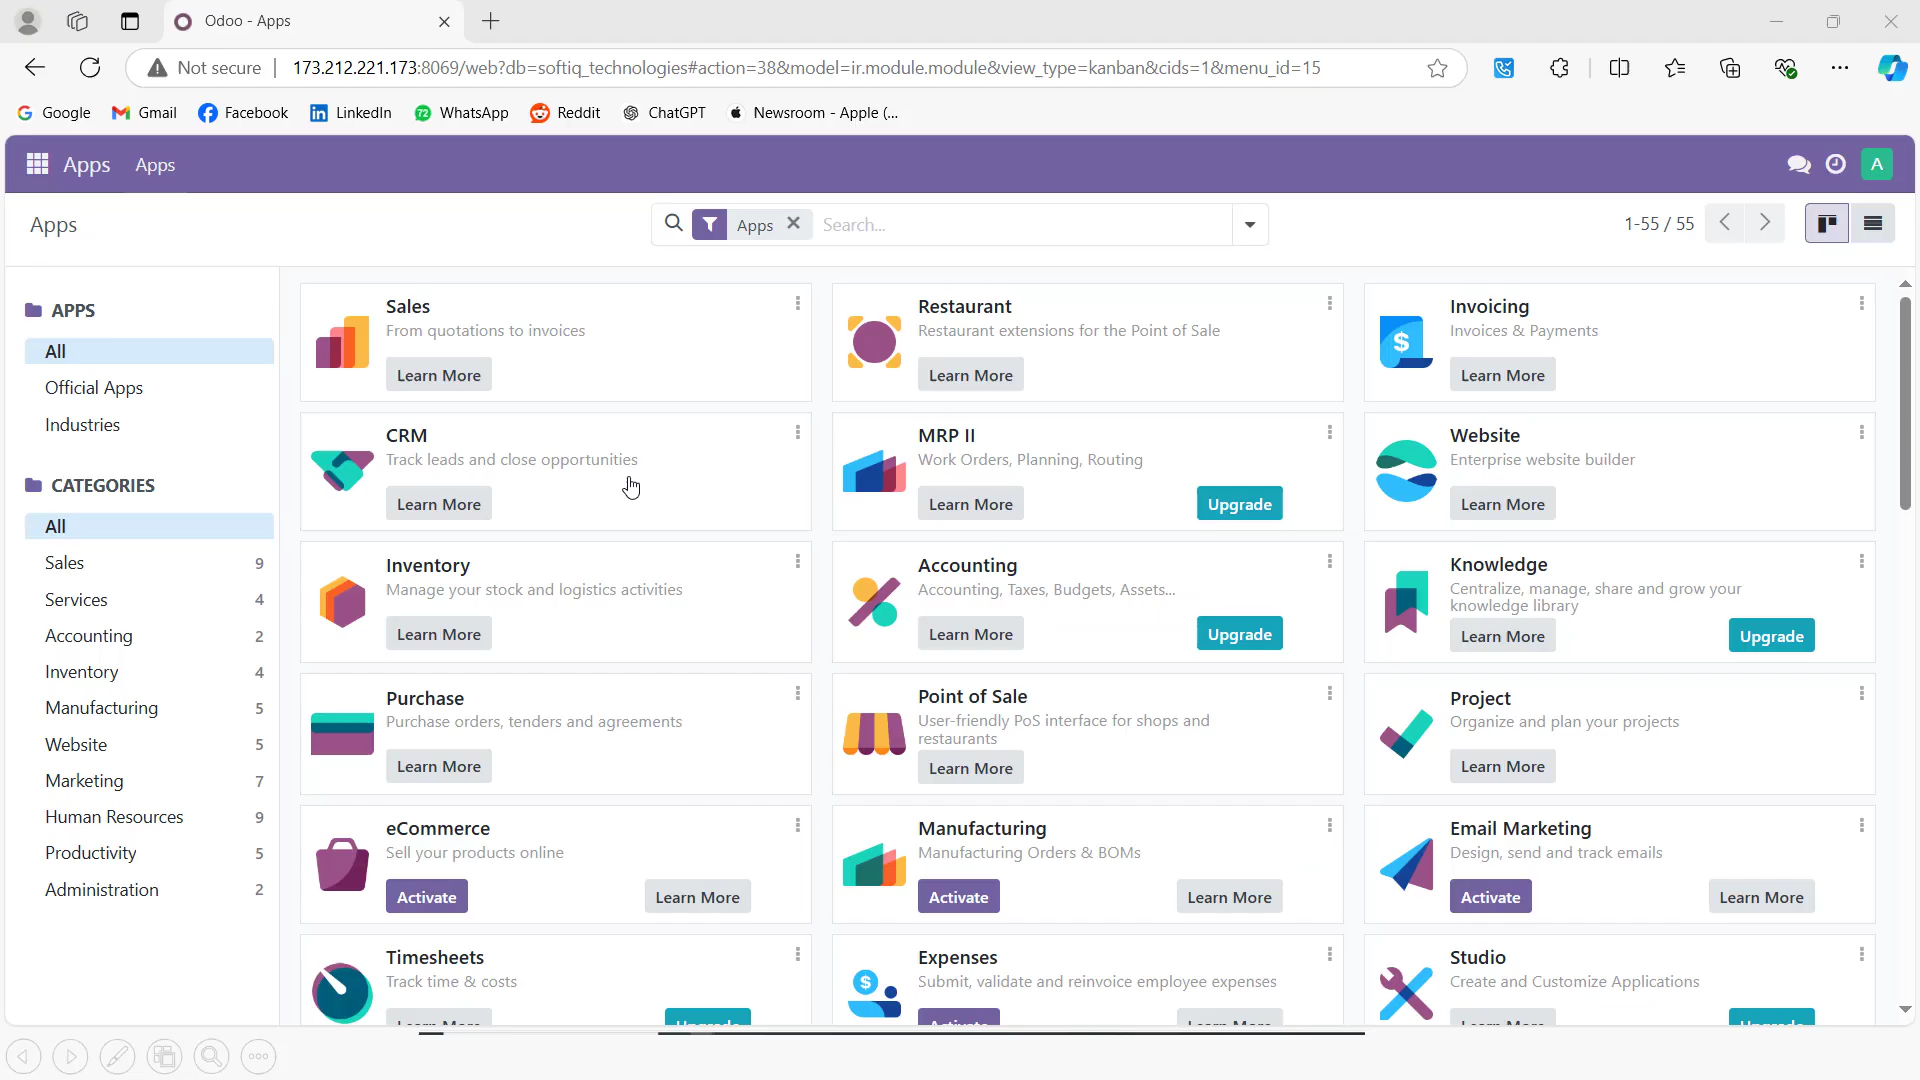 Odoo - Apps
Not secure
173.212.221.173:8069/web?db=softiq_technologies#action=38&model=ir.module.module&view_type=kanban&cids=1&menu_id=15
Google
Gmail
Facebook
LinkedIn
72
WhatsApp
Reddit
ChatGPT
Newsroom - Apple (...
Apps
Apps
A
Apps
Apps
Search...
1-55 / 55
APPS
All
Official Apps
Industries
CATEGORIES
All
Sales 9
Services 4
Accounting 2
Inventory 4
Manufacturing 5
Website 5
Marketing 7
Human Resources 9
Productivity 5
Administration 2
Sales
From quotations to invoices
Learn More
Restaurant
Restaurant extensions for the Point of Sale
Learn More
$
Invoicing
Invoices & Payments
Learn More
CRM
Track leads and close opportunities
Learn More
MRP II
Work Orders, Planning, Routing
Learn More
Upgrade
Website
Enterprise website builder
Learn More
Inventory
Manage your stock and logistics activities
Learn More
Accounting
Accounting, Taxes, Budgets, Assets...
Learn More
Upgrade
Knowledge
Centralize, manage, share and grow your
knowledge library
Learn More
Upgrade
Purchase
Purchase orders, tenders and agreements
Learn More
Point of Sale
User-friendly PoS interface for shops and
restaurants
Learn More
Project
Organize and plan your projects
Learn More
eCommerce
Sell your products online
Activate
Learn More
Manufacturing
Manufacturing Orders & BOMs
Activate
Learn More
Email Marketing
Design, send and track emails
Activate
Learn More
Timesheets
Track time & costs
Learn More
Upgrade
$
Expenses
Submit, validate and reinvoice employee expenses
Activate
Learn More
Studio
Create and Customize Applications
Learn More
Upgrade